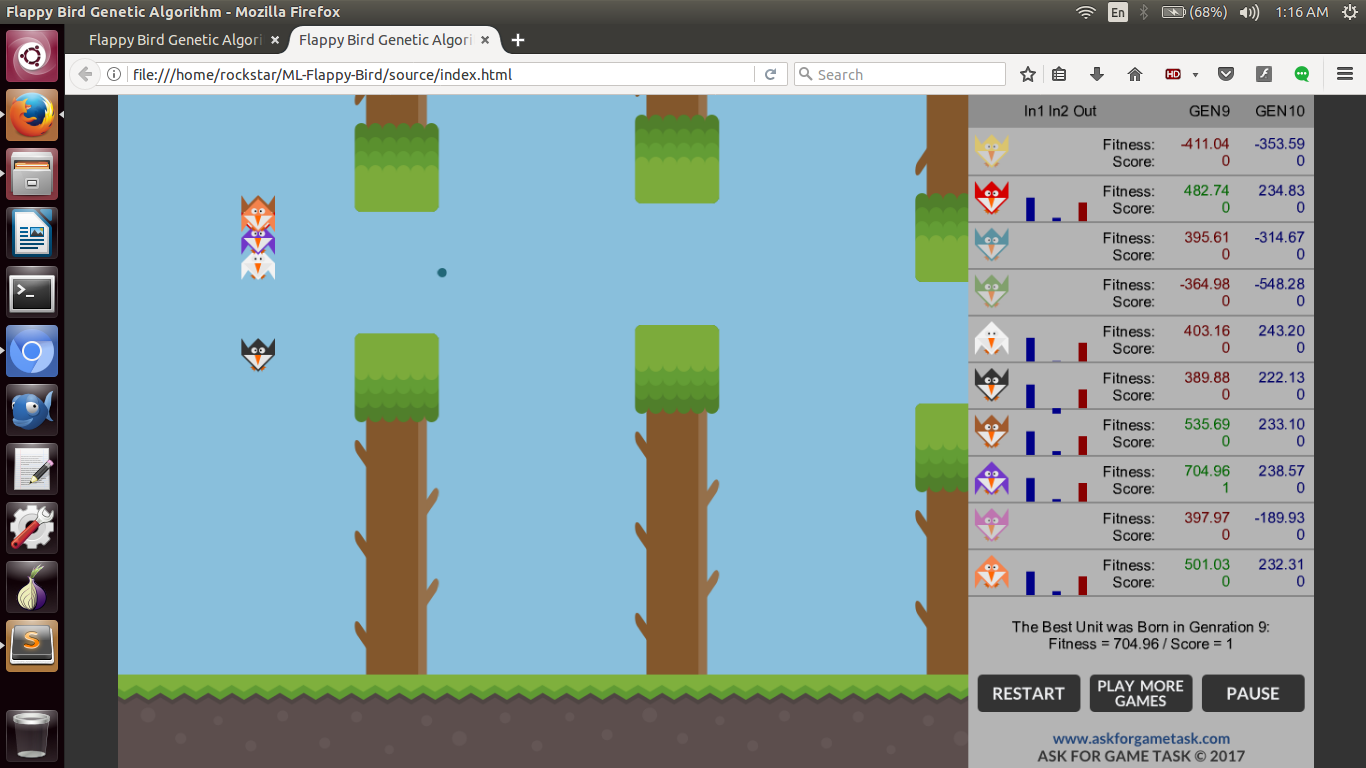 Flappy Bird Genetic Algorithm - Mozilla Firefox
En
(68%)
1:16 AM
Flappy Bird Genetic Algori
Flappy Bird Genetic Algori
file:///home/rockstar/ML-Flappy-Bird/source/index.html
Search
HD
In1 In2 Out GEN9 GEN10
Fitness: -411.04 -353.59
Score: 0 0
Fitness: 482.74 234.83
Score: 0 0
Fitness: 395.61 -314.67
Score: 0 0
Fitness: -364.98 -548.28
Score: 0 0
Fitness: 403.16 243.20
Score: 0 0
Fitness: 389.88 222.13
Score: 0 0
Fitness: 535.69 233.10
Score: 0 0
Fitness: 704.96 238.57
Score: 1 0
Fitness: 397.97 -189.93
Score: 0 0
Fitness: 501.03 232.31
Score: 0 0
The Best Unit was Born in Genration 9:
Fitness = 704.96 / Score = 1
RESTART
PLAY MORE
GAMES
PAUSE
www.askforgametask.com
ASK FOR GAME TASK © 2017